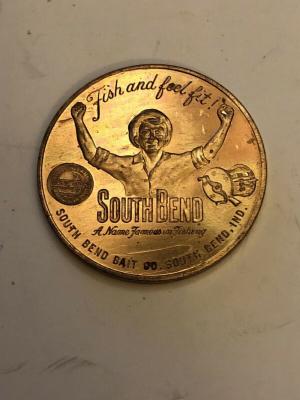 Fish and feel fit!
SOUTH BEND
A Name Famous in Fishing
SOUTH BEND BAIT CO. SOUTH BEND, IND.